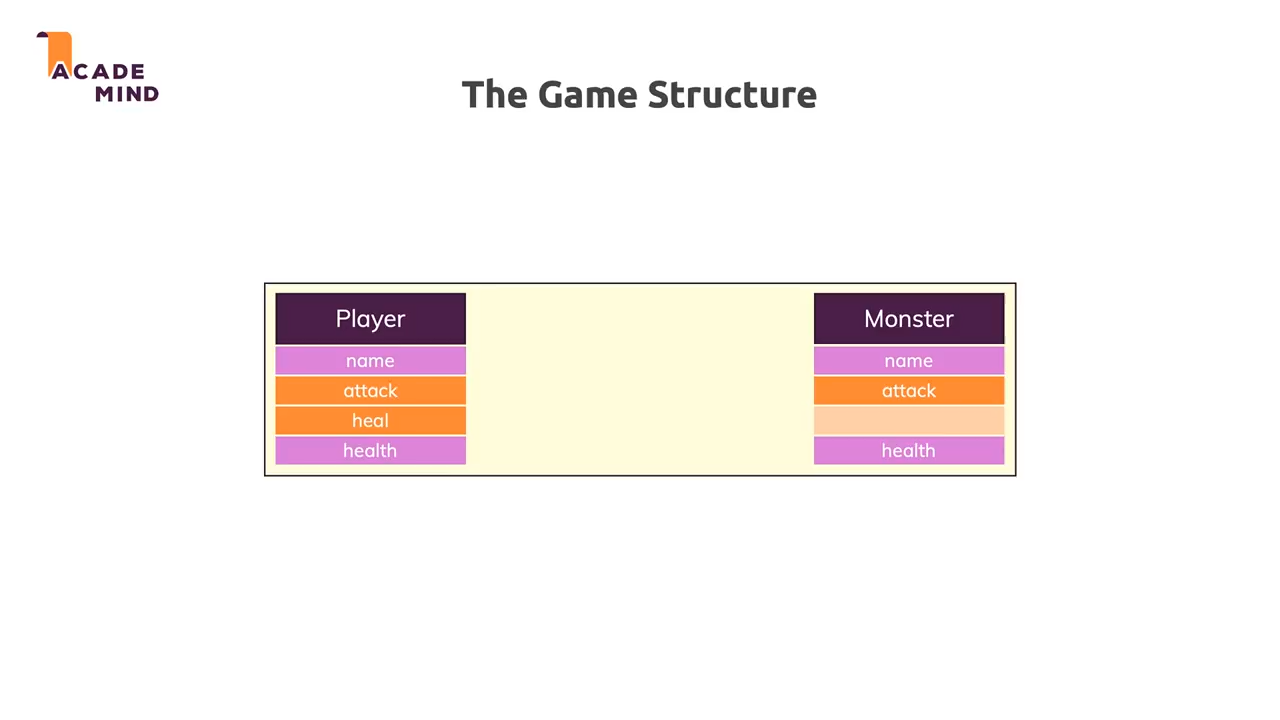 ACADE
MIND
The Game Structure
Player
name
attack
heal
health
Monster
name
attack
health